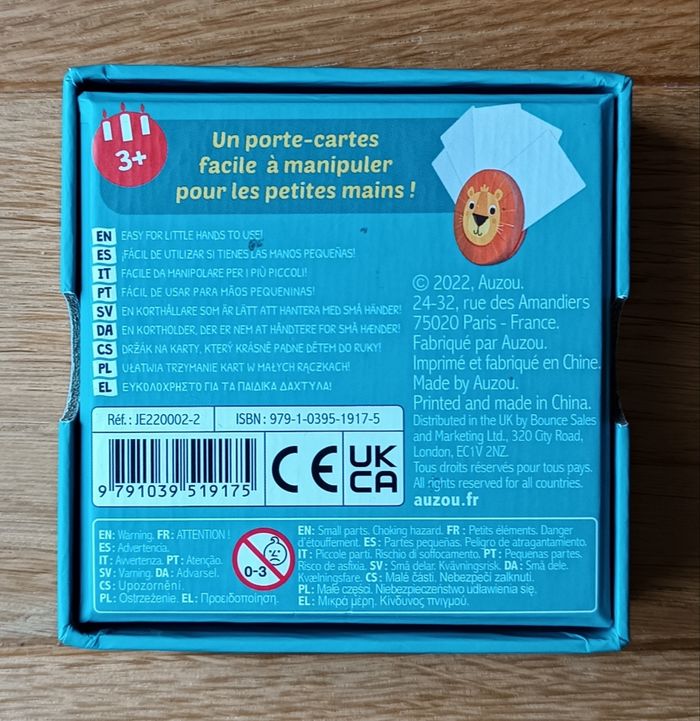 3+
Un porte-cartes
facile à manipuler
pour les petites mains !
EN EASY FOR LITTLE HANDS TO USE!
ES ¡FÁCIL DE UTILIZAR SI TIENES LAS MANOS PEQUEÑAS!
IT FACILE DA MANIPOLARE PER I PIÙ PICCOLI!
PT FÁCIL DE USAR PARA MÃOS PEQUENINAS!
SV EN KORTHÅLLARE SOM ÄR LÄTT ATT HANTERA MED SMÅ HÄNDER!
DA EN KORTHOLDER, DER ER NEM AT HÅNDTERE FOR SMÅ HÆNDER!
CS DRŽÁK NA KARTY, KTERÝ KRÁSNĚ PADNE DĚTEM DO RUKY!
PL UŁATWIA TRZYMANIE KART W MAŁYCH RĄCZKACH!
EL ΕΥΚΟΛΟΧΡΗΣΤΟ ΓΙΑ ΤΑ ΠΑΙΔΙΚΑ ΔΑΧΤΥΛΑ!
© 2022, Auzou.
24-32, rue des Amandiers
75020 Paris - France.
Fabriqué par Auzou.
Imprimé et fabriqué en Chine.
Made by Auzou.
Printed and made in China.
Distributed in the UK by Bounce Sales
and Marketing Ltd., 320 City Road,
London, EC1V 2NZ.
Tous droits réservés pour tous pays.
All rights reserved for all countries.
auzou.fr
Réf.: JE220002-2
ISBN : 979-1-0395-1917-5
9 791039 519175
CE
UK
CA
EN: Warning. FR : ATTENTION !
ES: Advertencia.
IT: Avvertenza. PT : Atenção.
SV: Varning. DA: Advarsel.
CS : Upozornění.
PL: Ostrzeżenie. EL: Προειδοποίηση.
0-3
EN: Small parts. Choking hazard. FR : Petits éléments. Danger
d'étouffement. ES : Partes pequeñas. Peligro de atragantamiento.
IT : Piccole parti. Rischio di soffocamento. PT : Pequenas partes.
Risco de asfixia. SV : Små delar. Kvävningsrisk. DA : Små dele.
Kvælningsfare. CS : Malé části. Nebezpečí zalknutí.
PL : Małe części. Niebezpieczeństwo udławienia się.
EL : Μικρά μέρη. Κίνδυνος πνιγμού.